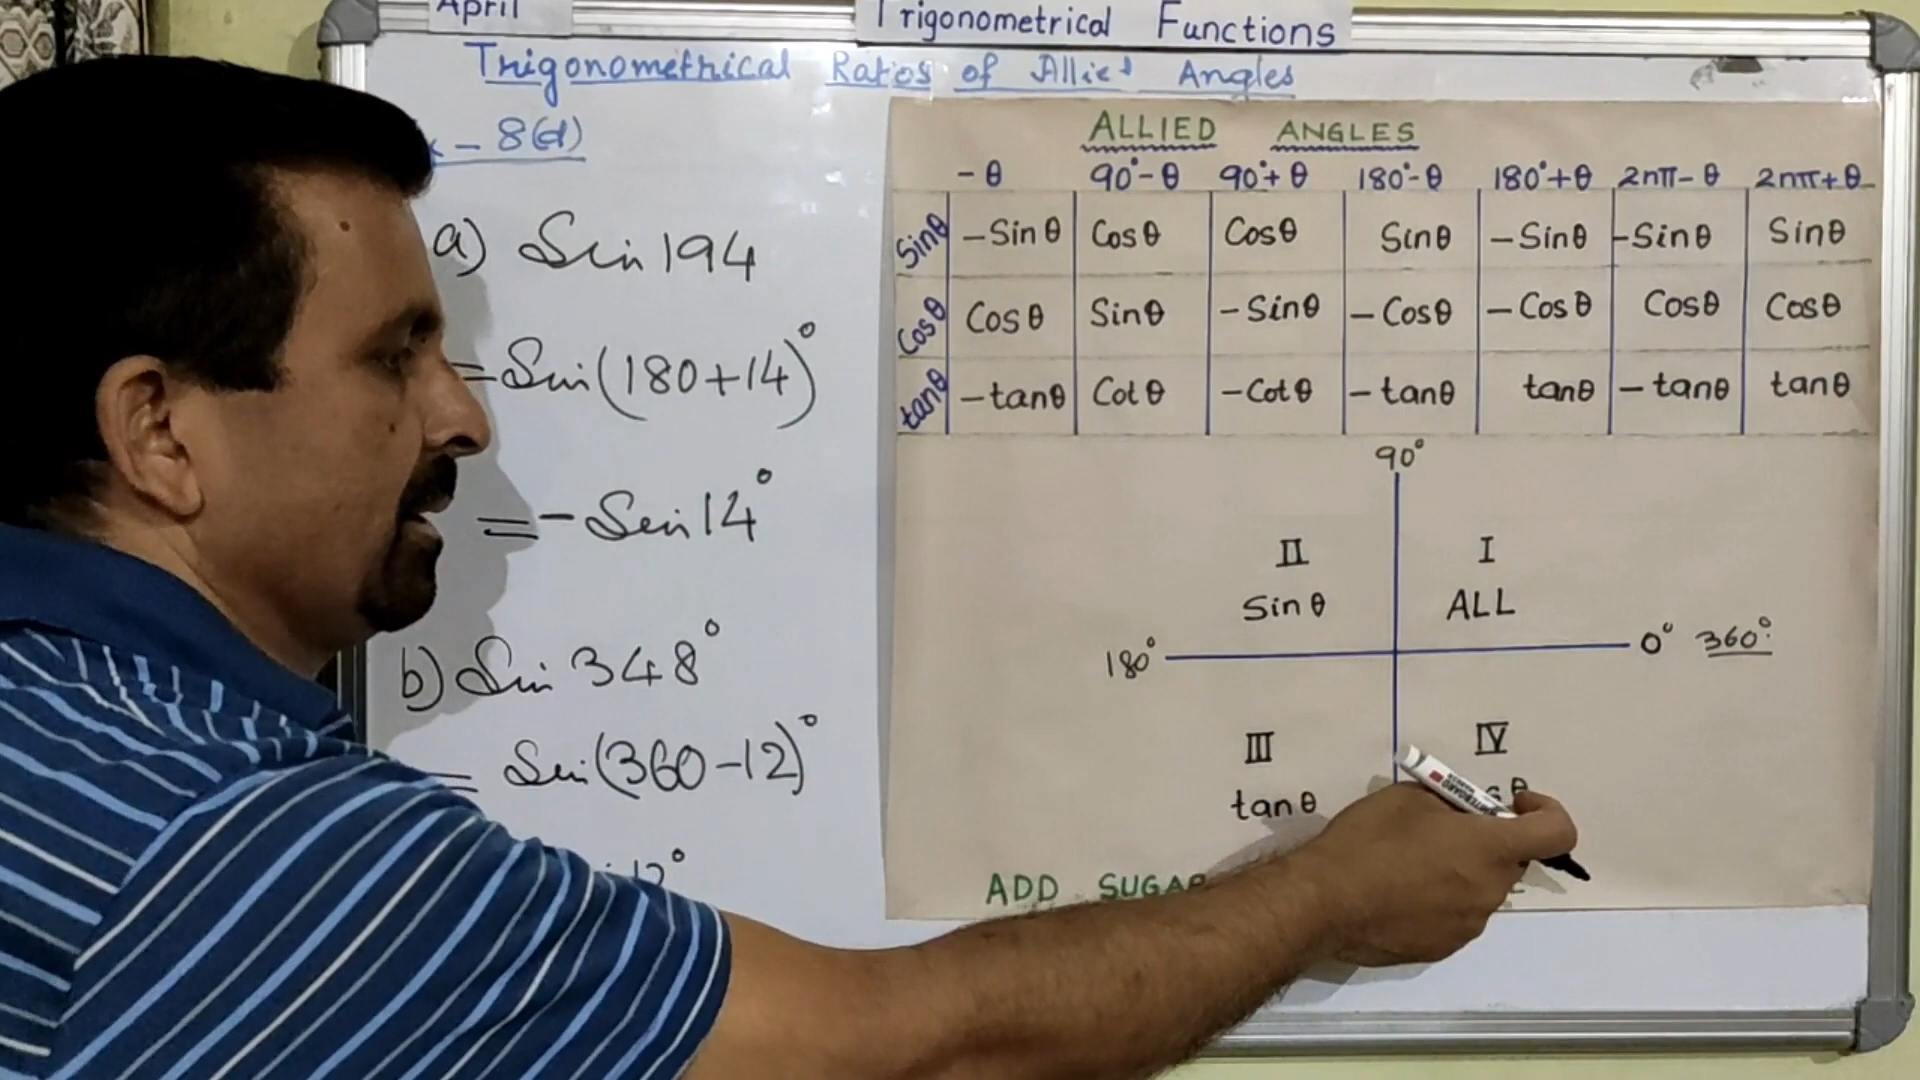 April
Trigonometrical Functions
Trigonometrical Ratios of Allied Angles
- 8(d)
a) Sin 194
= Sin(180+14)°
= - Sin 14°
b) Sin 348°
= Sin(360-12)°
12°
ALLIED ANGLES
-θ 90°-θ 90°+θ 180°-θ 180°+θ 2nπ-θ 2nπ+θ
Sinθ -Sinθ Cosθ Cosθ Sinθ -Sinθ -Sinθ Sinθ
Cosθ Cosθ Sinθ -Sinθ -Cosθ -Cosθ Cosθ Cosθ
tanθ -tanθ Cotθ -Cotθ -tanθ tanθ -tanθ tanθ
90°
II I
Sinθ ALL
180° 0° 360°
III IV
tanθ
ADD SUGAR